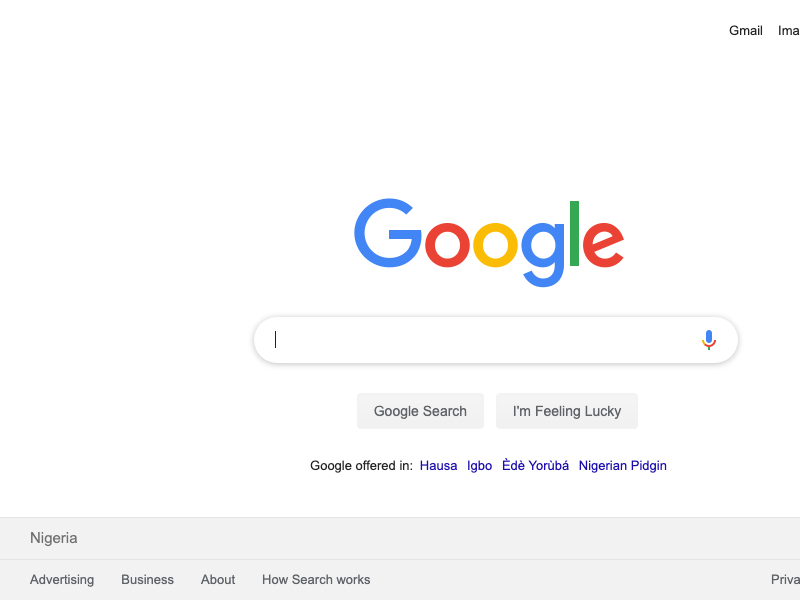 Gmail Ima
Google
Google Search I'm Feeling Lucky
Google offered in: Hausa Igbo Èdè Yorùbá Nigerian Pidgin
Nigeria
Advertising Business About How Search works Priva